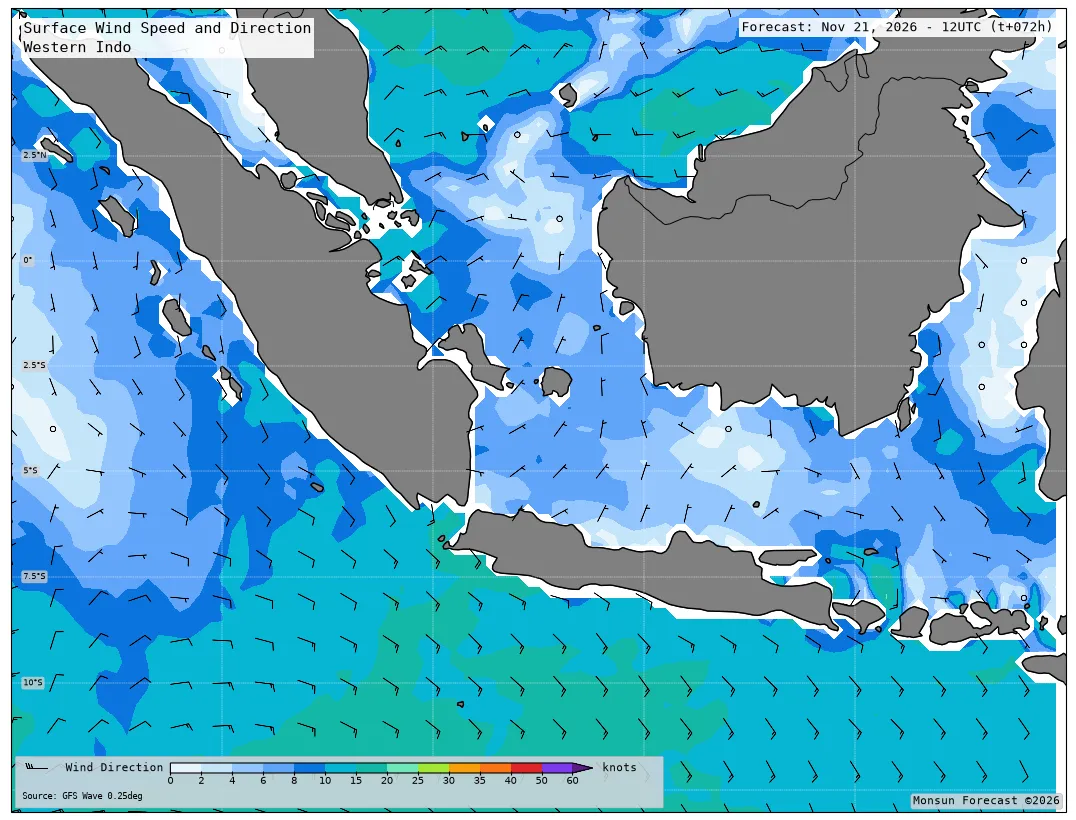 Surface Wind Speed and Direction
Western Indo
Forecast: Nov 21, 2026 - 12UTC (t+072h)
2.5°N
0°
2.5°S
5°S
7.5°S
10°S
Wind Direction
0 2 4 6 8 10 15 20 25 30 35 40 50 60
knots
Source: GFS Wave 0.25deg
Monsun Forecast ©2026